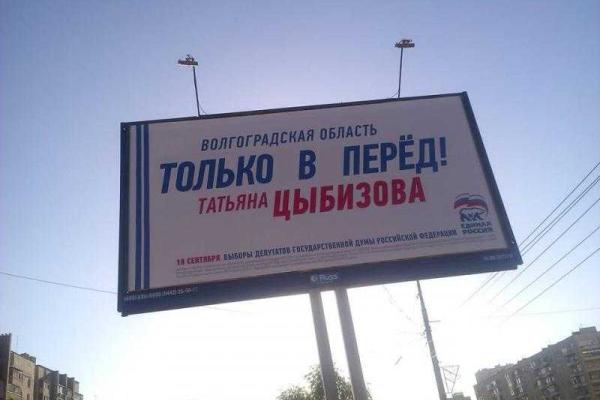 ВОЛГОГРАДСКАЯ ОБЛАСТЬ
ТОЛЬКО В ПЕРЁД!
ТАТЬЯНА ЦЫБИЗОВА
ЕДИНАЯ
РОССИЯ
18 СЕНТЯБРЯ ВЫБОРЫ ДЕПУТАТОВ ГОСУДАРСТВЕННОЙ ДУМЫ РОССИЙСКОЙ ФЕДЕРАЦИИ